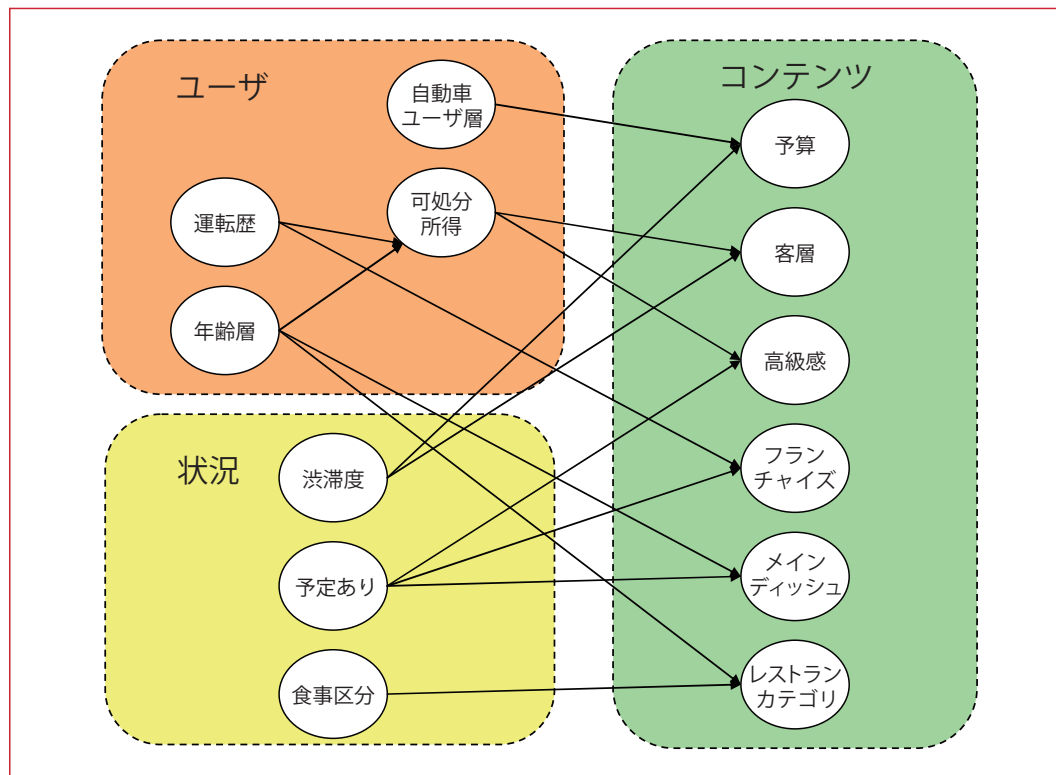 ユーザ
自動車
ユーザ層
運転歴
可処分
所得
年齢層
状況
渋滞度
予定あり
食事区分
コンテンツ
予算
客層
高級感
フラン
チャイズ
メイン
ディッシュ
レストラン
カテゴリ